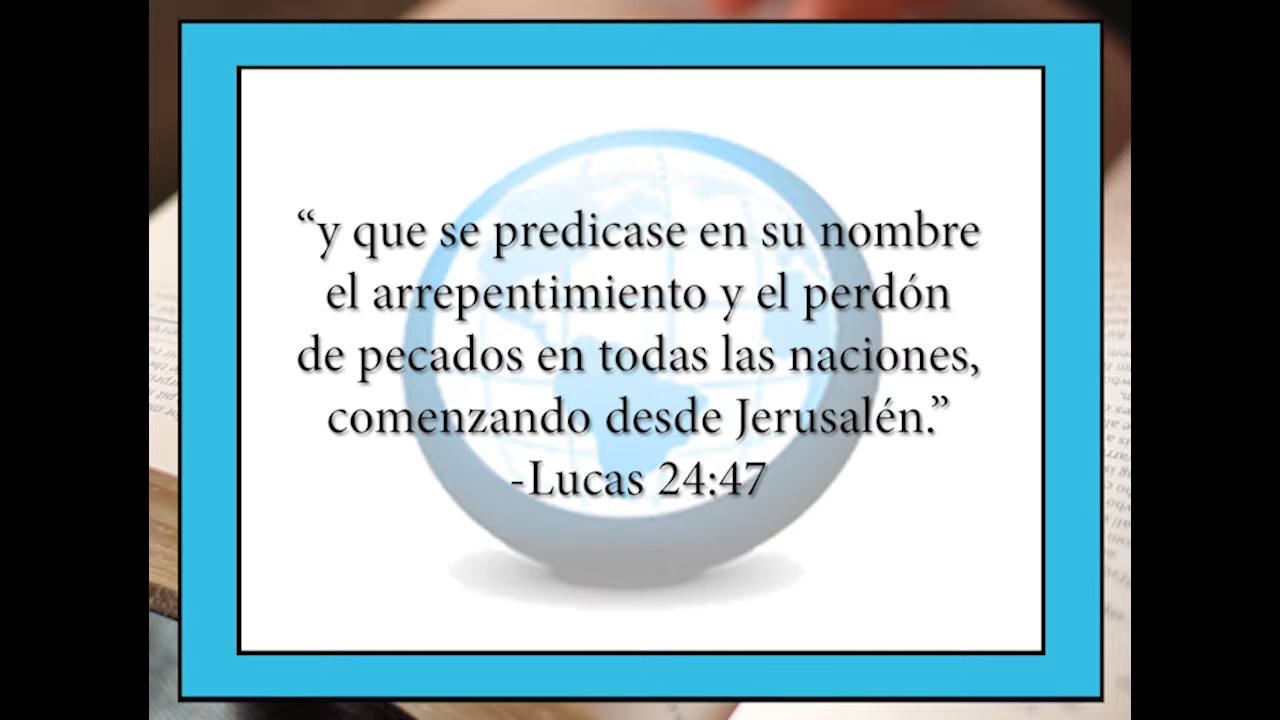 “y que se predicase en su nombre
el arrepentimiento y el perdón
de pecados en todas las naciones,
comenzando desde Jerusalén.”
-Lucas 24:47